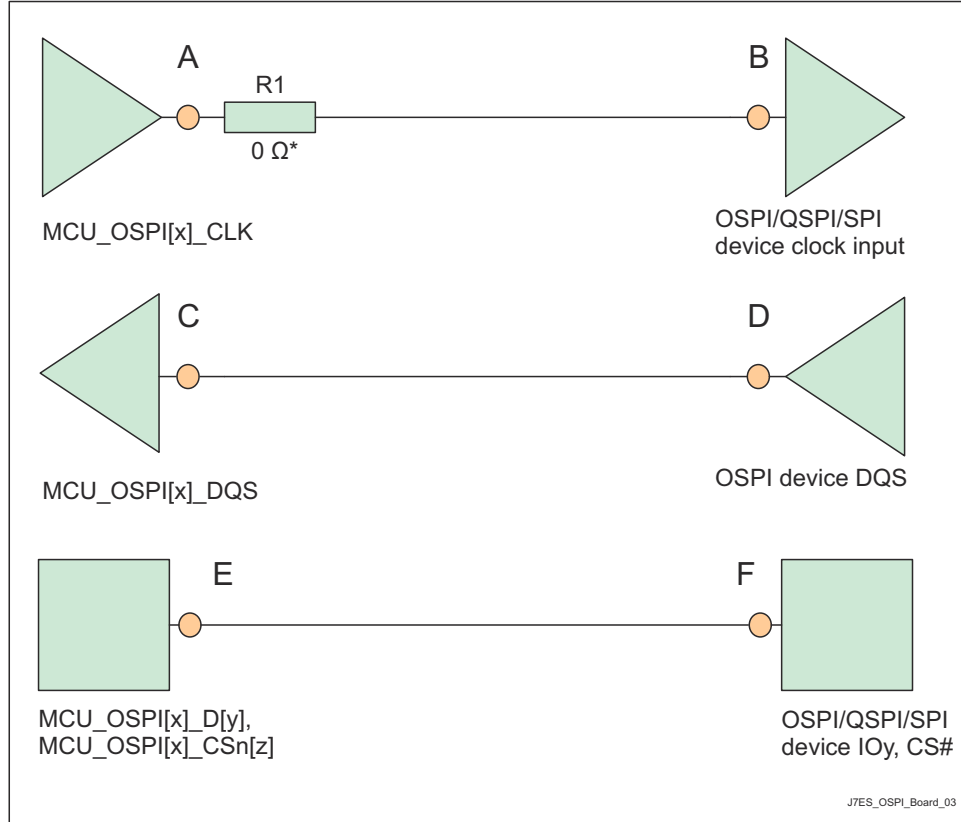 A
B
R1
0 Ω*
MCU_OSPI[x]_CLK
OSPI/QSPI/SPI
device clock input
C
D
MCU_OSPI[x]_DQS
OSPI device DQS
E
F
MCU_OSPI[x]_D[y],
MCU_OSPI[x]_CSn[z]
OSPI/QSPI/SPI
device IOy, CS#
J7ES_OSPI_Board_03